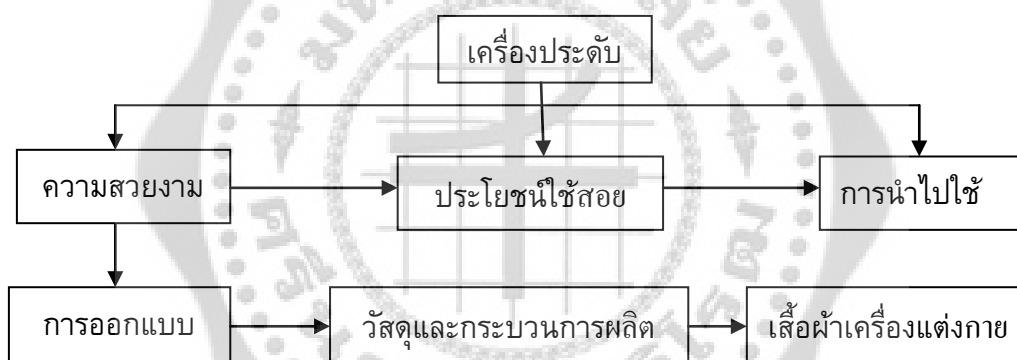 เครื่องประดับ
ความสวยงาม
ประโยชน์ใช้สอย
การนำไปใช้
การออกแบบ
วัสดุและกระบวนการผลิต
เสื้อผ้าเครื่องแต่งกาย